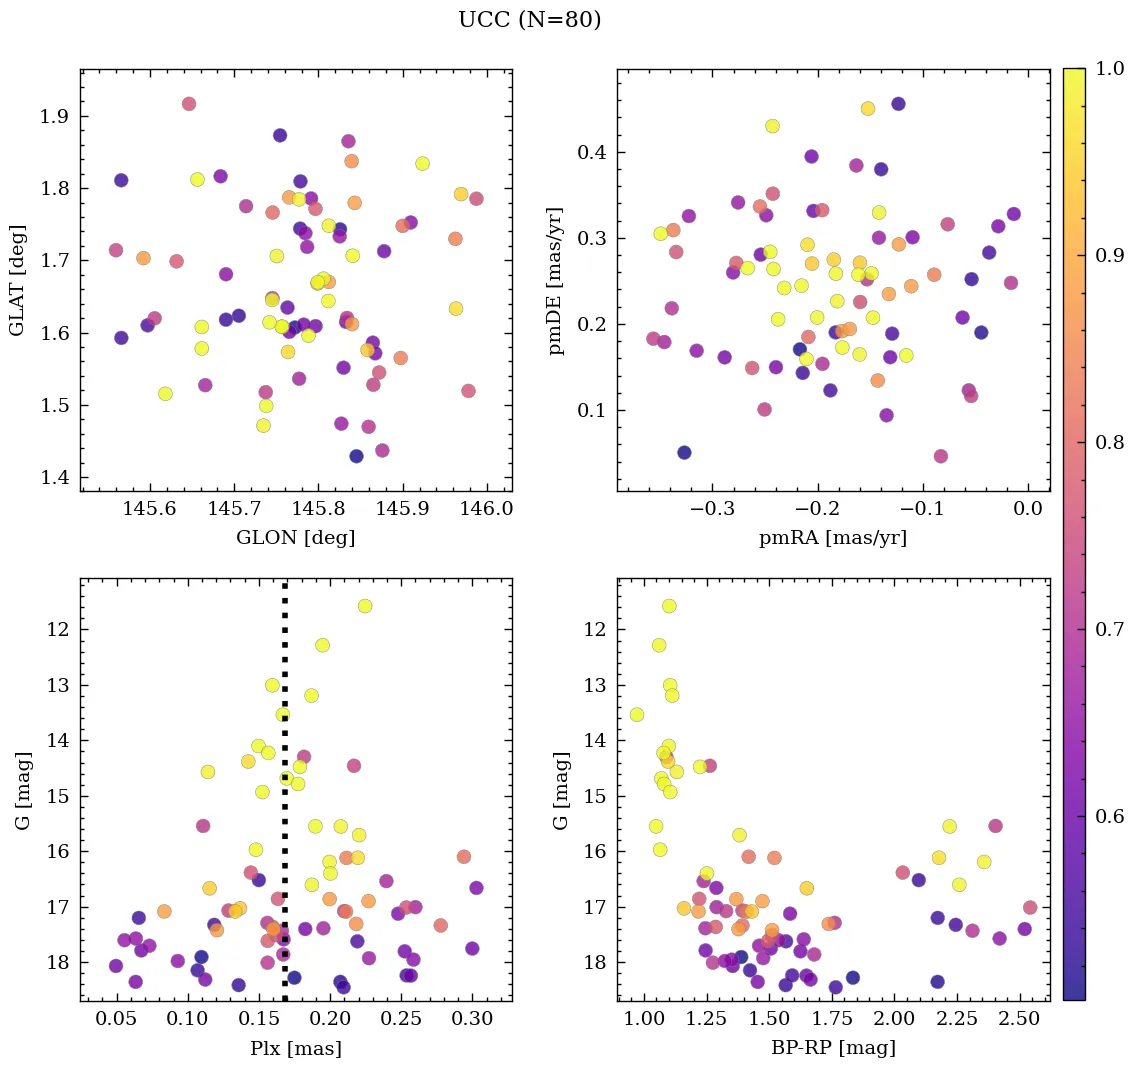 UCC (N=80)
1.9
1.8
1.7
1.6
1.5
1.4
GLAT [deg]
145.6 145.7 145.8 145.9 146.0
GLON [deg]
0.4
0.3
0.2
0.1
pmDE [mas/yr]
−0.3 −0.2 −0.1 0.0
pmRA [mas/yr]
12
13
14
15
16
17
18
G [mag]
0.05 0.10 0.15 0.20 0.25 0.30
Plx [mas]
12
13
14
15
16
17
18
G [mag]
1.00 1.25 1.50 1.75 2.00 2.25 2.50
BP-RP [mag]
1.0
0.9
0.8
0.7
0.6